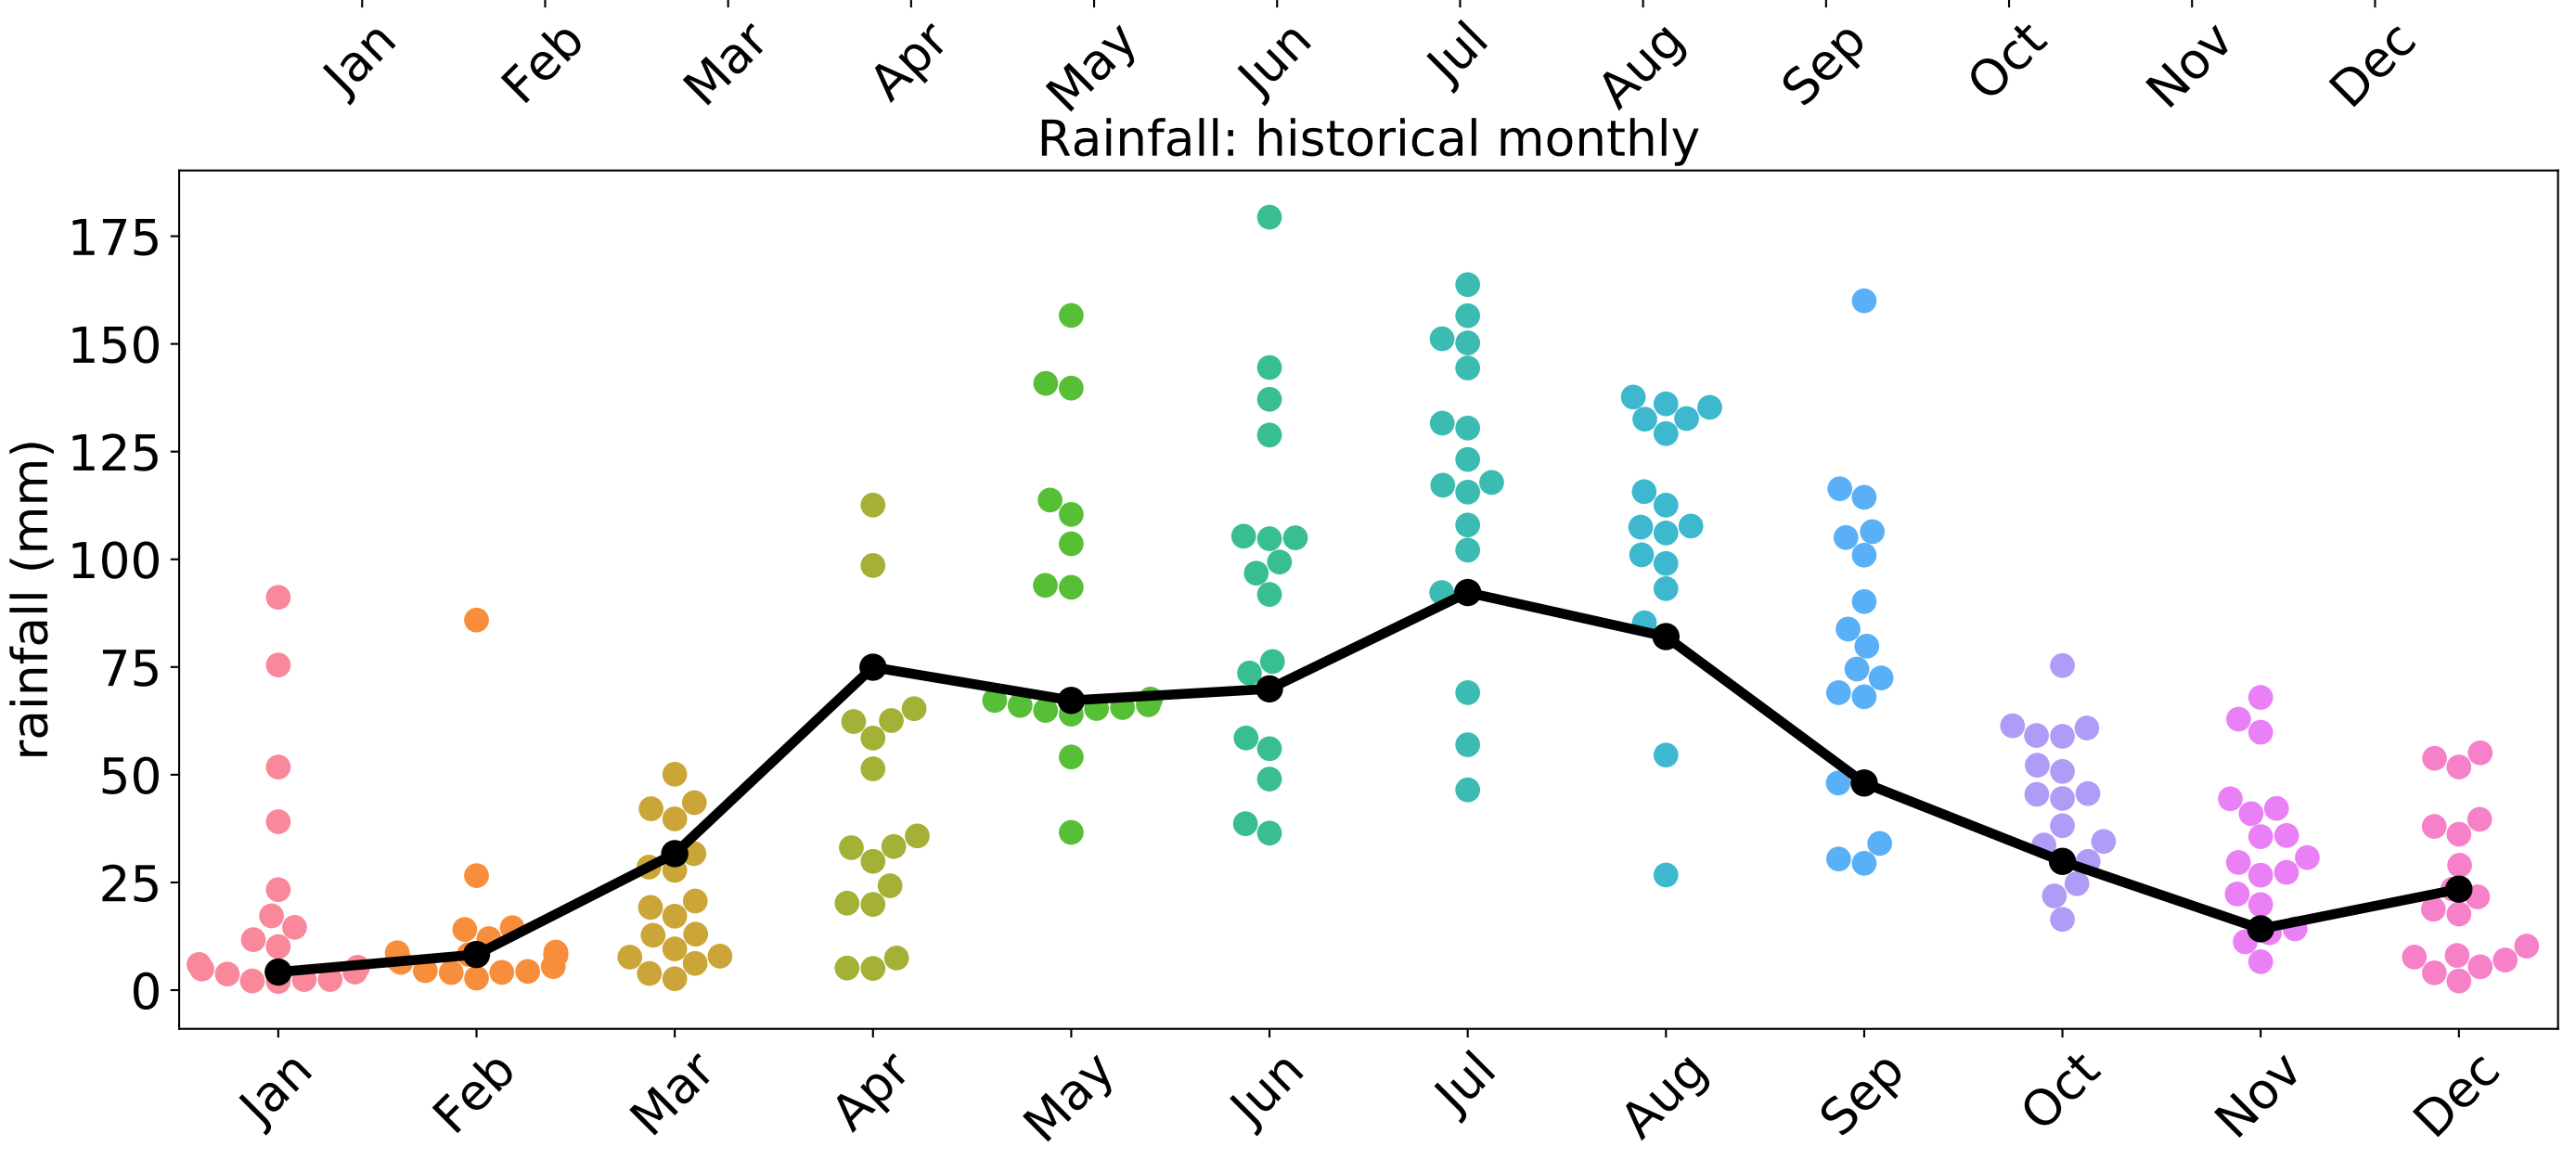 Jan Feb Mar Apr May Jun Jul Aug Sep Oct Nov Dec
Rainfall: historical monthly
rainfall (mm)
175
150
125
100
75
50
25
0
Jan Feb Mar Apr May Jun Jul Aug Sep Oct Nov Dec